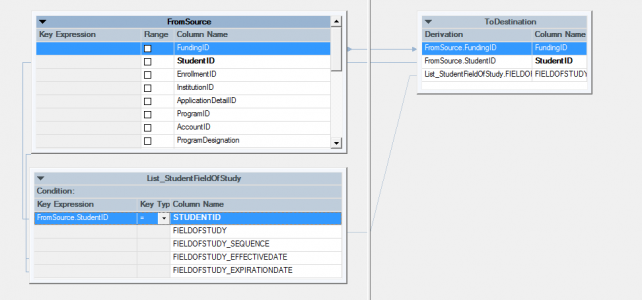 FromSource
Key Expression Range Column Name
FundingID
StudentID
EnrollmentID
InstitutionID
ApplicationDetailID
ProgramID
AccountID
ProgramDesignation
ToDestination
Derivation Column Name
FromSource.FundingID FundingID
FromSource.StudentID StudentID
List_StudentFieldOfStudy.FIELDOI FIELDOFSTUDY
List_StudentFieldOfStudy
Condition:
Key Expression Key Typ Column Name
FromSource.StudentID = STUDENTID
FIELDOFSTUDY
FIELDOFSTUDY_SEQUENCE
FIELDOFSTUDY_EFFECTIVEDATE
FIELDOFSTUDY_EXPIRATIONDATE